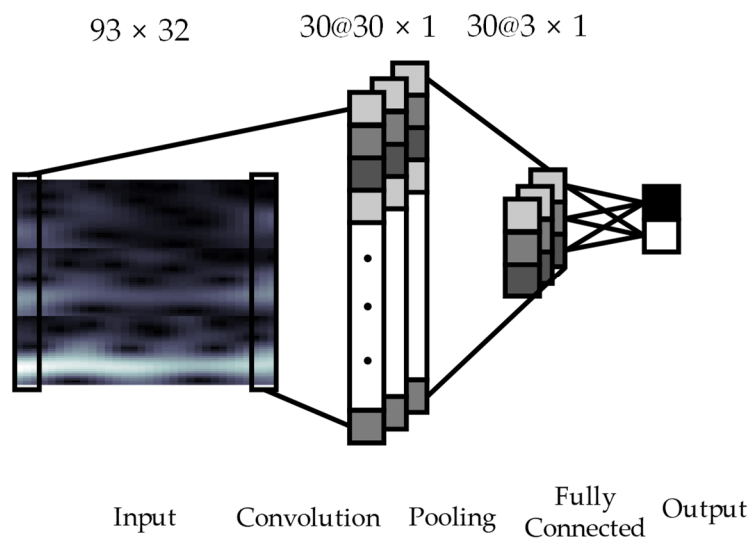 93 × 32
30@30 × 1
30@3 × 1
Input
Convolution
Pooling
Fully
Connected
Output